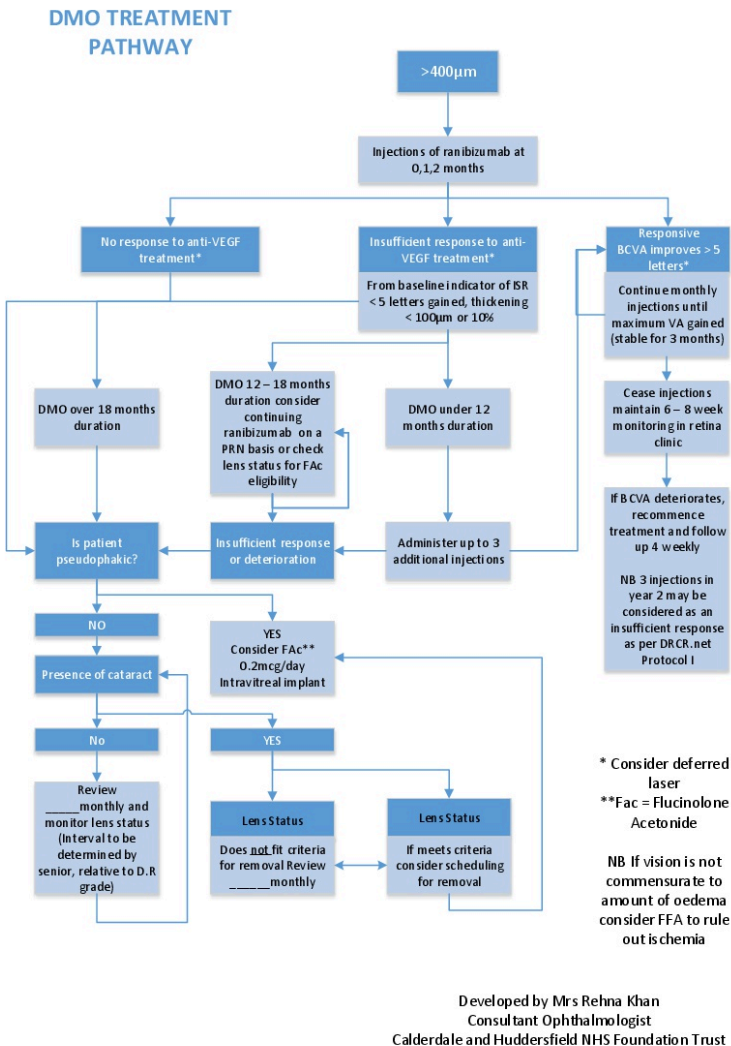 DMO TREATMENT
PATHWAY
>400µm
Injections of ranibizumab at
0,1,2 months
No response to anti-VEGF
treatment*
Insufficient response to anti-
VEGF treatment*
From baseline indicator of ISR
< 5 letters gained, thickening
< 100µm or 10%
Responsive
BCVA improves > 5
letters*
Continue monthly
injections until
maximum VA gained
(stable for 3 months)
DMO over 18 months
duration
DMO 12 – 18 months
duration consider
continuing
ranibizumab on a
PRN basis or check
lens status for FAc
eligibility
DMO under 12
months duration
Cease injections
maintain 6 – 8 week
monitoring in retina
clinic
Is patient
pseudophakic?
Insufficient response
or deterioration
Administer up to 3
additional injections
If BCVA deteriorates,
recommence
treatment and follow
up 4 weekly
NB 3 injections in
year 2 may be
considered as an
insufficient response
as per DRCR.net
Protocol I
NO
YES
Consider FAc**
0.2mcg/day
Intravitreal implant
Presence of cataract
No
YES
Review
_____monthly and
monitor lens status
(Interval to be
determined by
senior, relative to D.R
grade)
Lens Status
Does not fit criteria
for removal Review
______monthly
Lens Status
If meets criteria
consider scheduling
for removal
* Consider deferred
laser
**Fac = Flucinolone
Acetonide
NB If vision is not
commensurate to
amount of oedema
consider FFA to rule
out ischemia
Developed by Mrs Rehna Khan
Consultant Ophthalmologist
Calderdale and Huddersfield NHS Foundation Trust